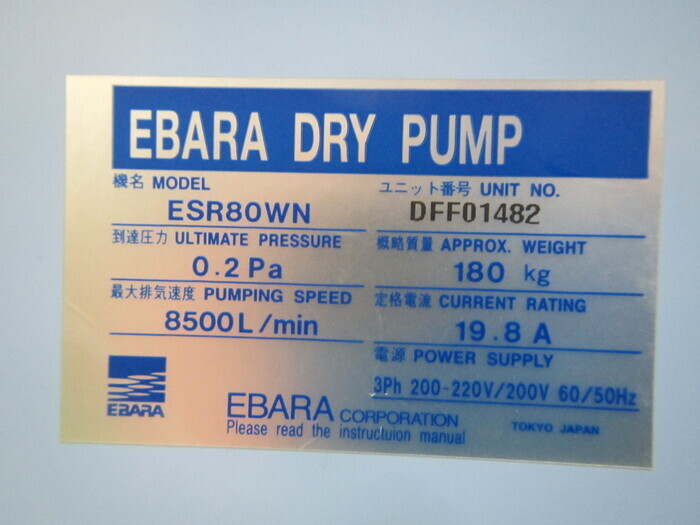 EBARA DRY PUMP
機名 MODEL
ESR80WN
ユニット番号 UNIT NO.
DFF01482
到達圧力 ULTIMATE PRESSURE
0.2 Pa
概略質量 APPROX. WEIGHT
180 kg
最大排気速度 PUMPING SPEED
8500L/min
定格電流 CURRENT RATING
19.8 A
電源 POWER SUPPLY
3Ph 200-220V/200V 60/50Hz
EBARA
EBARA CORPORATION
TOKYO JAPAN
Please read the instructuion manual